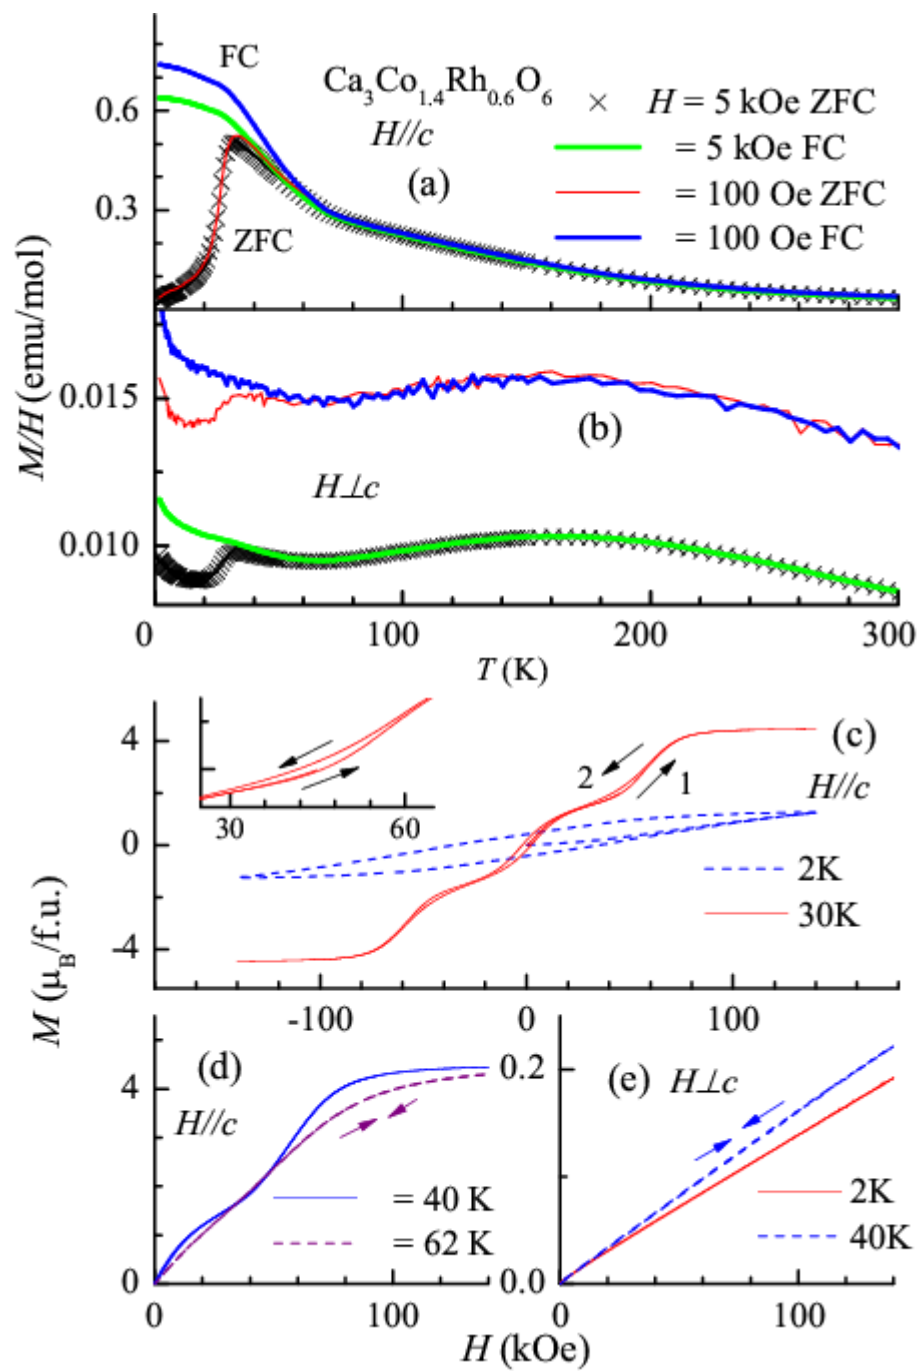 FC
Ca3Co1.4Rh0.6O6
H//c
(a)
ZFC
× H = 5 kOe ZFC
= 5 kOe FC
= 100 Oe ZFC
= 100 Oe FC
0.6
0.3
M/H (emu/mol)
0.015
0.010
(b)
H⊥c
0 100 200 300
T (K)
(c)
H//c
4
0
-4
30 60
2 1
2K
30K
M (μB/f.u.)
-100 0 100
(d)
H//c
4
0
= 40 K
= 62 K
0 100
0.2
0.0
(e) H⊥c
2K
40K
0 100
H (kOe)